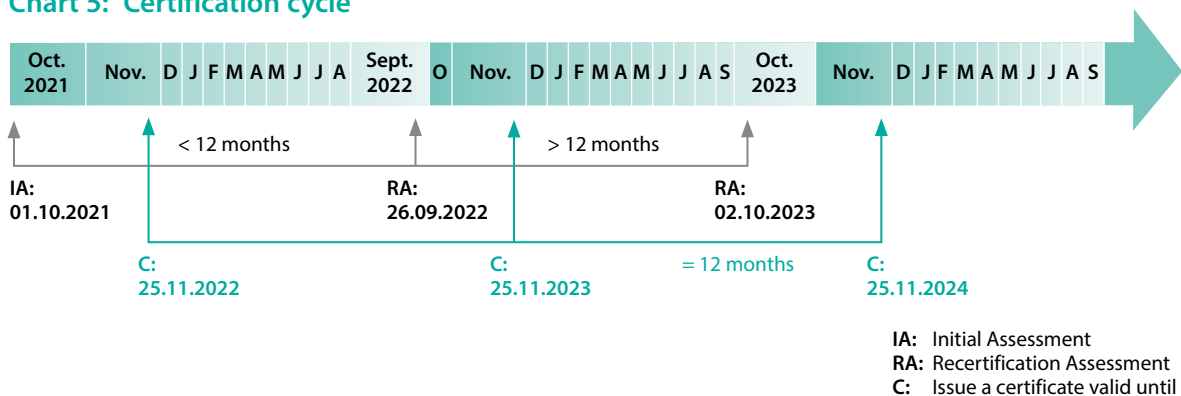 Chart 5: Certification cycle
Oct. 2021 Nov. D J F M A M J J A Sept. 2022 O Nov. D J F M A M J J A S Oct. 2023 Nov. D J F M A M J J A S
< 12 months > 12 months
IA: RA: RA:
01.10.2021 26.09.2022 02.10.2023
C: C: = 12 months C:
25.11.2022 25.11.2023 25.11.2024
IA: Initial Assessment
RA: Recertification Assessment
C: Issue a certificate valid until